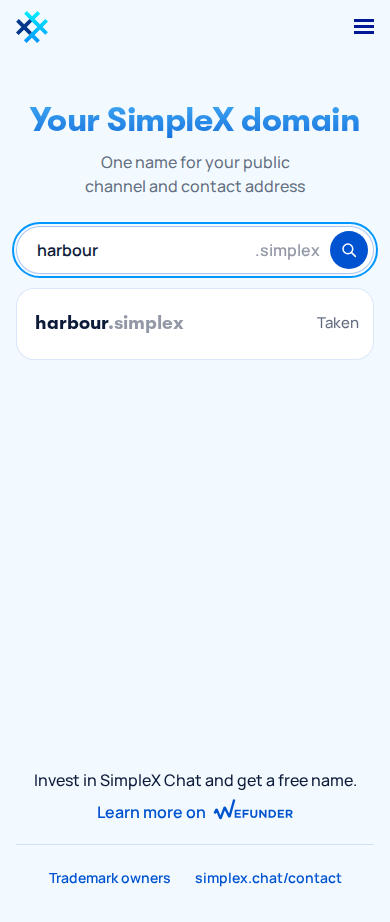 Your SimpleX domain
One name for your public
channel and contact address
harbour .simplex
harbour.simplex Taken
Invest in SimpleX Chat and get a free name.
Learn more on WEFUNDER
Trademark owners simplex.chat/contact